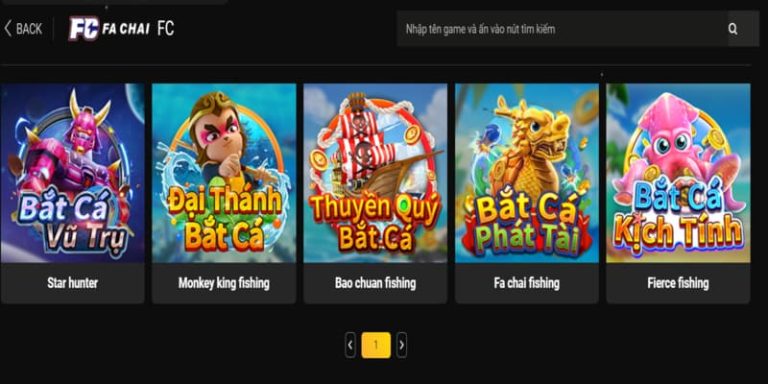 BACK FC FA CHAI FC
Nhập tên game và ấn vào nút tìm kiếm
Bắt Cá
Vũ Trụ
Đại Thánh
Bắt Cá
Thuyền Quý
Bắt Cá
Bắt Cá
Phát Tài
Bắt Cá
Kịch Tính
Star hunter
Monkey king fishing
Bao chuan fishing
Fa chai fishing
Fierce fishing
1